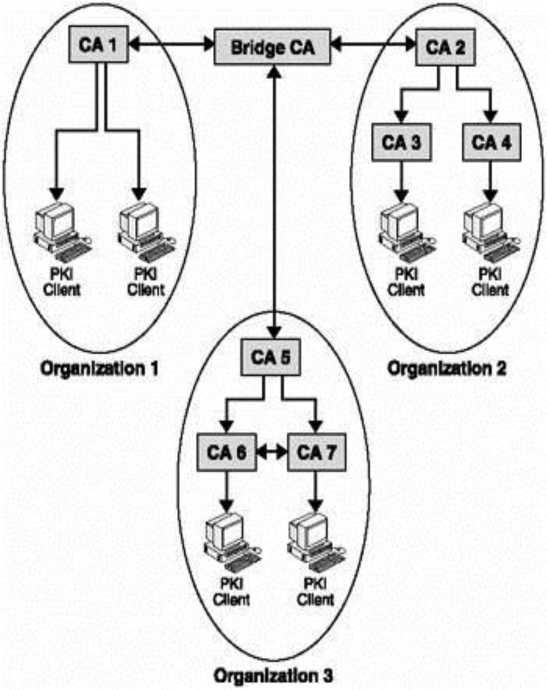 CA 1
Bridge CA
CA 2
CA 3
CA 4
PKI
Client
PKI
Client
PKI
Client
PKI
Client
Organization 1
Organization 2
CA 5
CA 6
CA 7
PKI
Client
PKI
Client
Organization 3